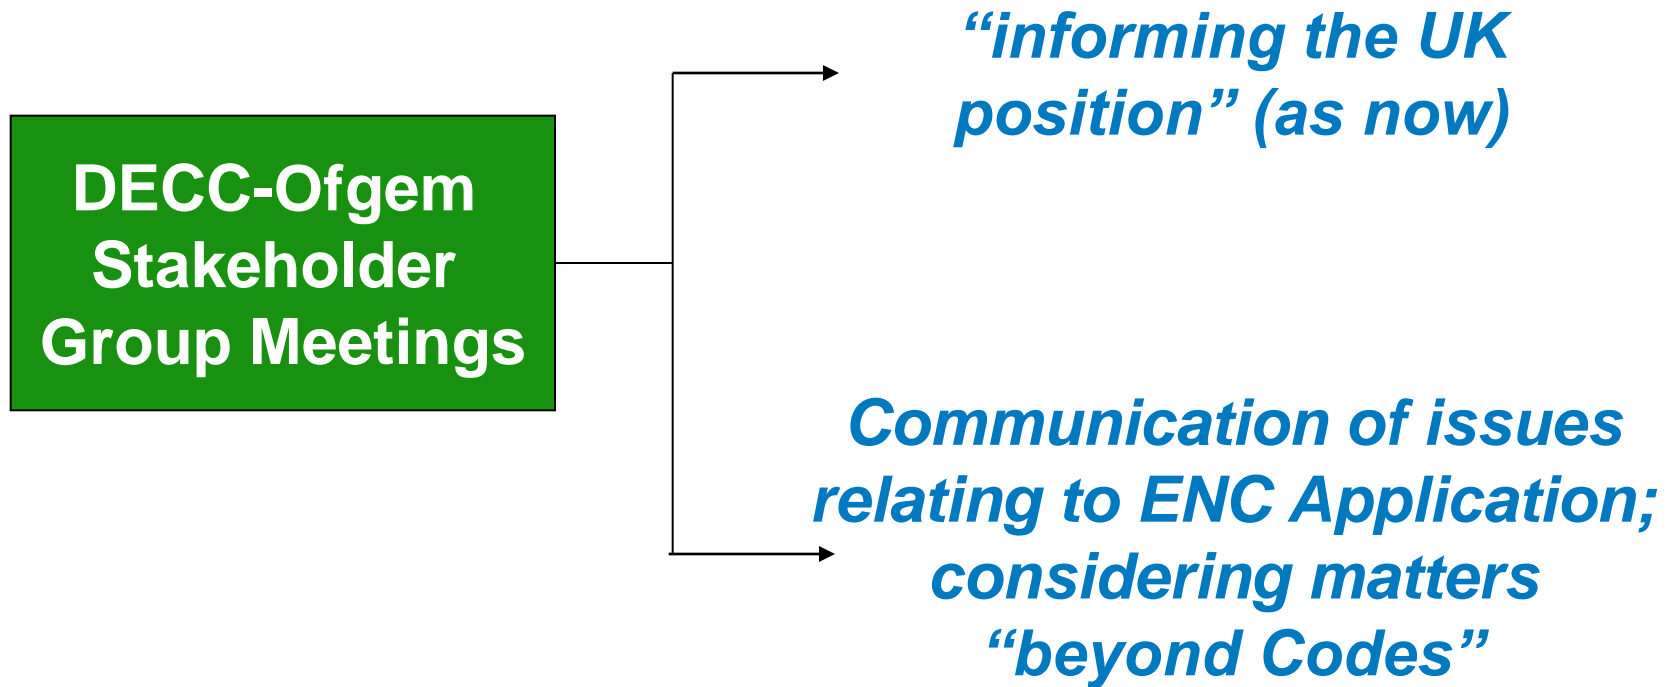 DECC-Ofgem
Stakeholder
Group Meetings
“informing the UK
position” (as now)
Communication of issues
relating to ENC Application;
considering matters
“beyond Codes”